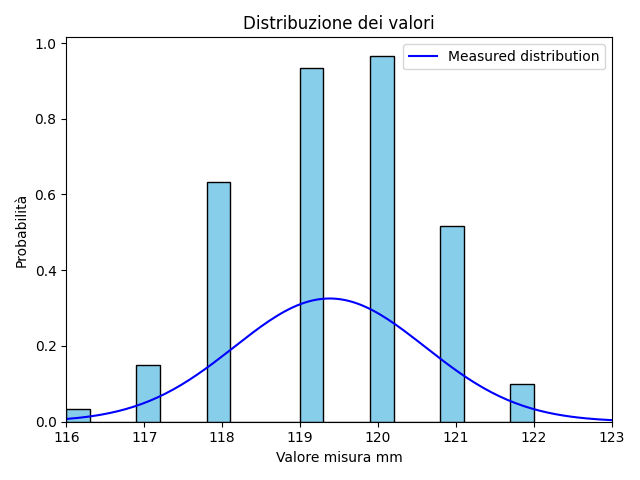 Distribuzione dei valori
Measured distribution
Probabilità
1.0
0.8
0.6
0.4
0.2
0.0
116 117 118 119 120 121 122 123
Valore misura mm